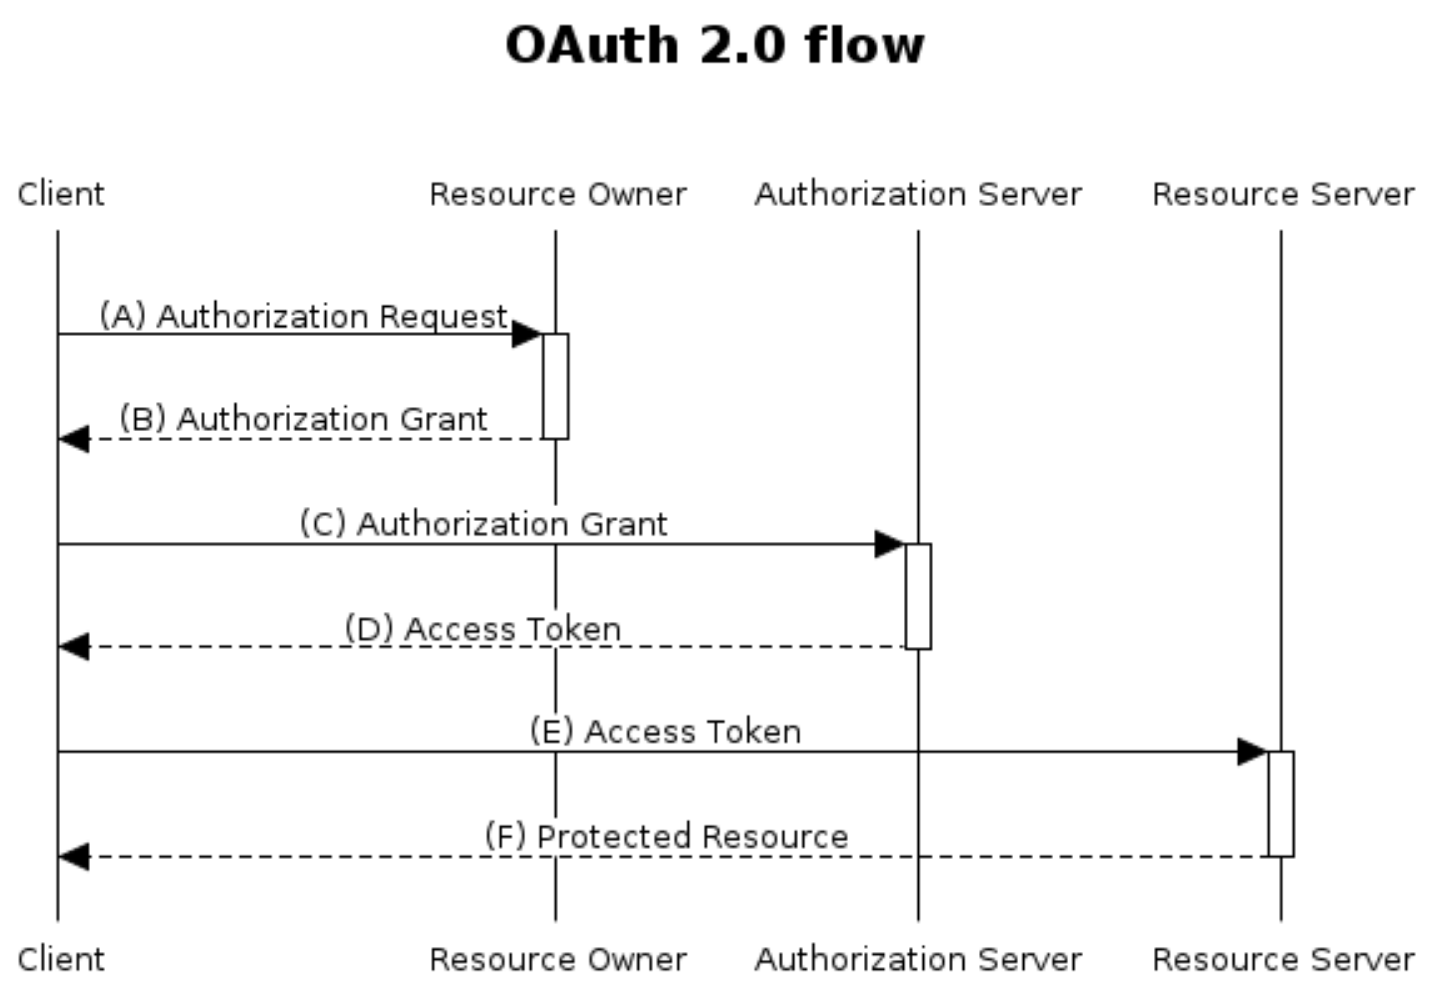 OAuth 2.0 flow
Client Resource Owner Authorization Server Resource Server
(A) Authorization Request
(B) Authorization Grant
(C) Authorization Grant
(D) Access Token
(E) Access Token
(F) Protected Resource
Client Resource Owner Authorization Server Resource Server